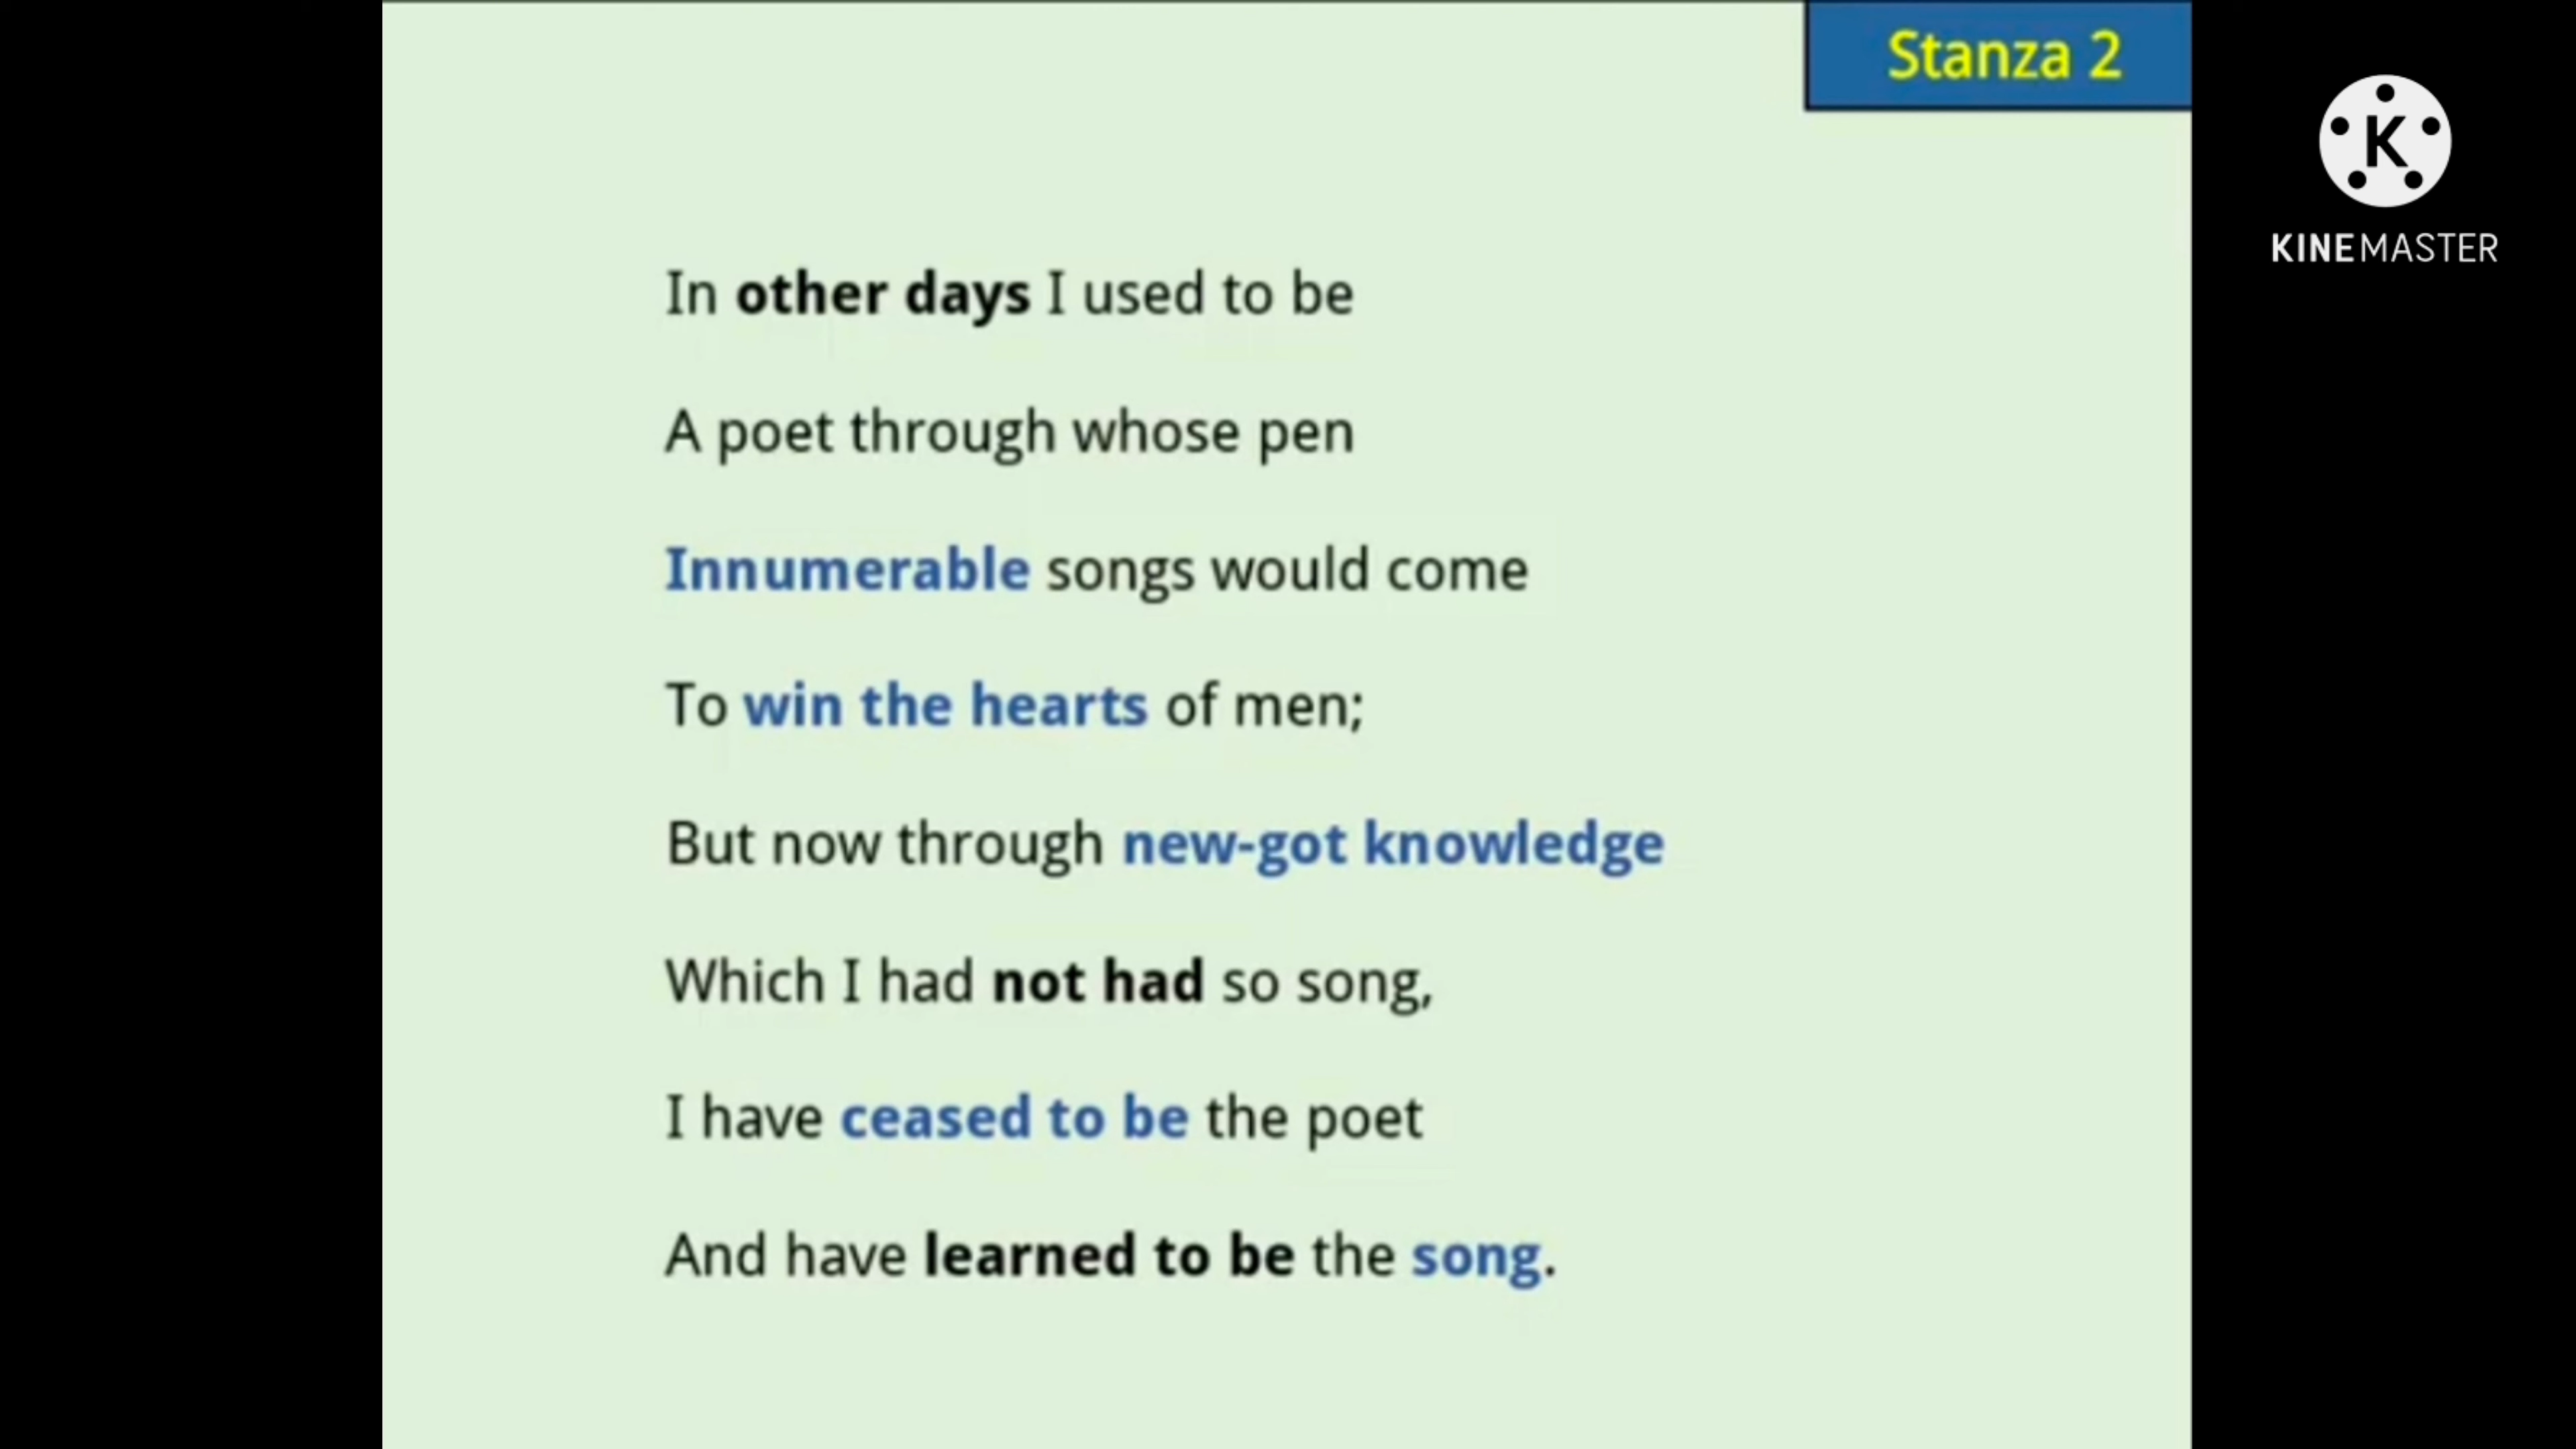 Stanza 2
K
KINEMASTER
In other days I used to be
A poet through whose pen
Innumerable songs would come
To win the hearts of men;
But now through new-got knowledge
Which I had not had so song,
I have ceased to be the poet
And have learned to be the song.